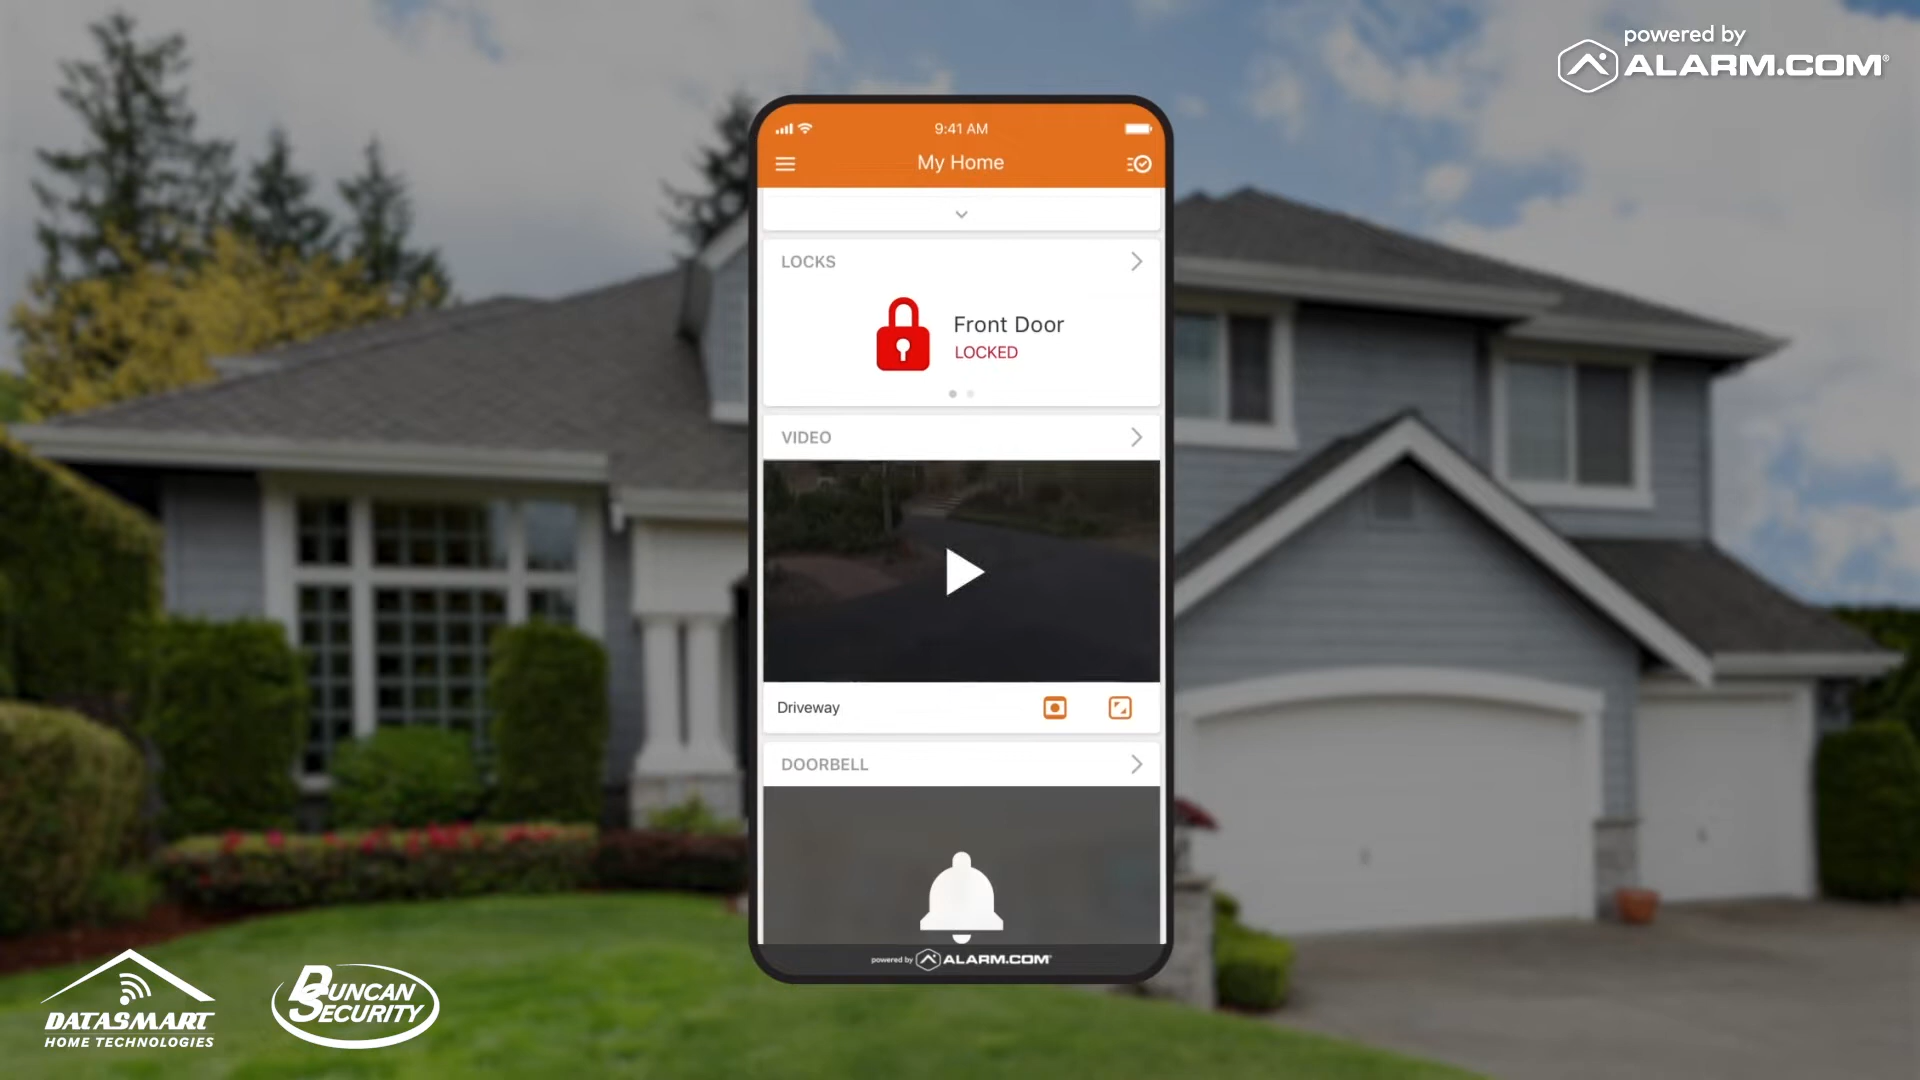 powered by
ALARM.COM®
9:41 AM
My Home
LOCKS
Front Door
LOCKED
VIDEO
Driveway
DOORBELL
powered by ALARM.COM®
DATASMART
HOME TECHNOLOGIES
DUNCAN
SECURITY